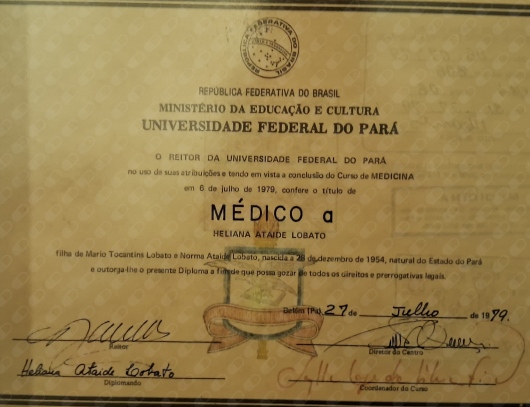 REPÚBLICA FEDERATIVA DO BRASIL
MINISTÉRIO DA EDUCAÇÃO E CULTURA
UNIVERSIDADE FEDERAL DO PARÁ
O REITOR DA UNIVERSIDADE FEDERAL DO PARÁ
no uso de suas atribuições e tendo em vista a conclusão do Curso de MEDICINA
em 6 de julho de 1979, confere o título de
MÉDICO a
HELIANA ATAIDE LOBATO
filha de Mario Tocantins Lobato e Norma Ataide Lobato, nascida a 26 de dezembro de 1954, natural do Estado do Pará
e outorga-lhe o presente Diploma a fim de que possa gozar de todos os direitos e prerrogativas legais.
Belém (Pa) 27 de Julho de 1979.
Reitor
Diretor do Centro
Heliana Ataide Lobato
Diplomando
Coordenador do Curso